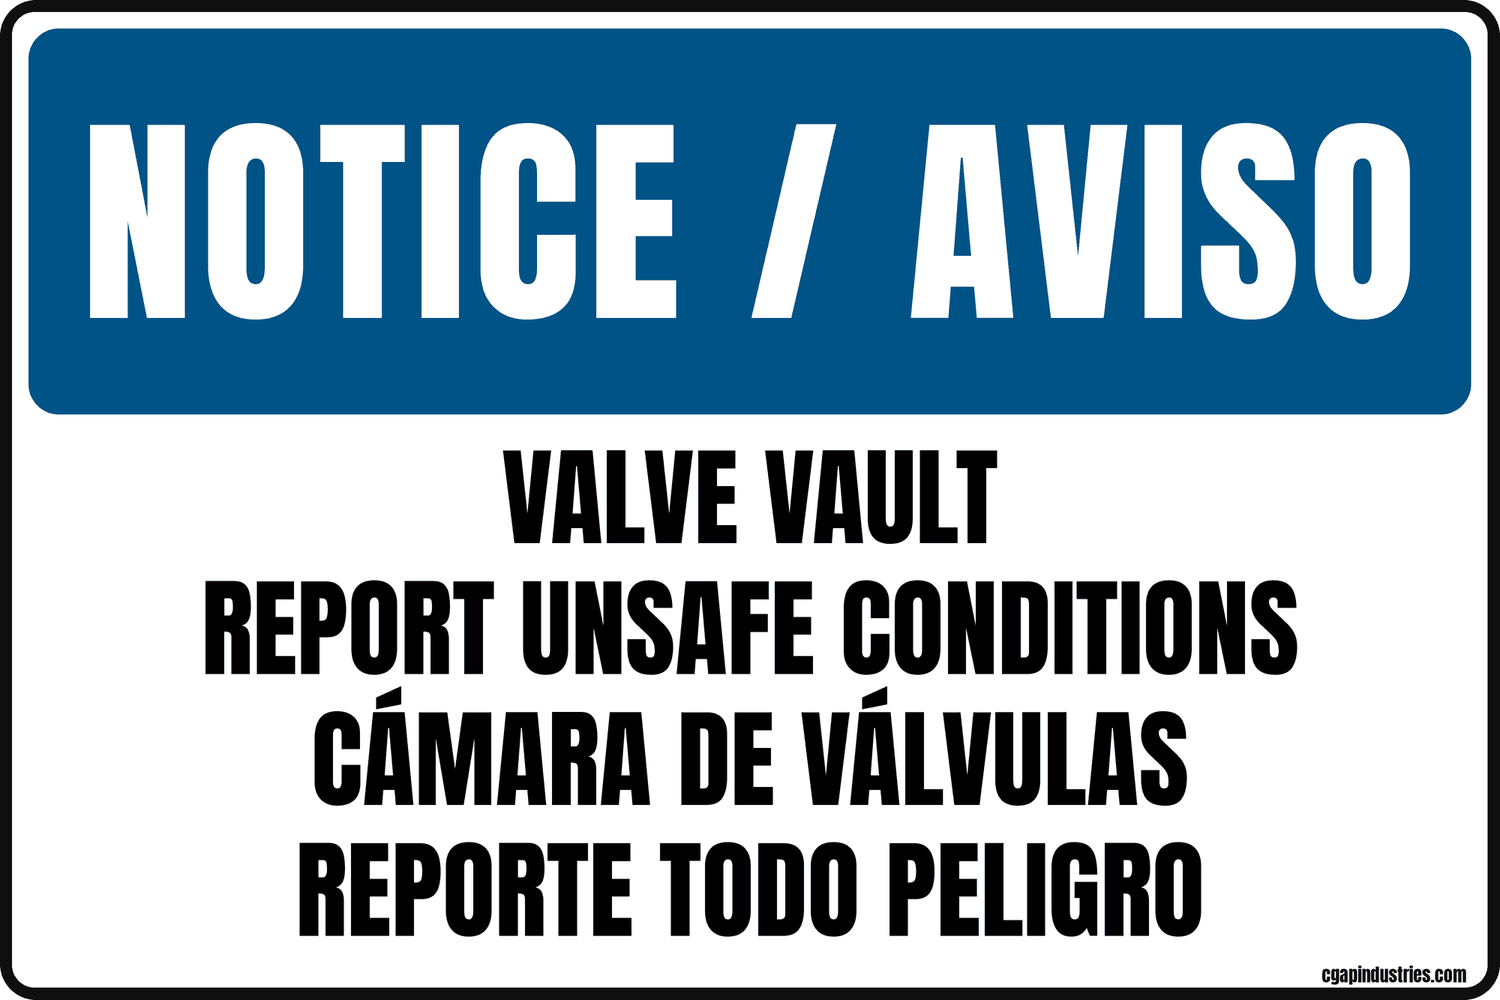 NOTICE / AVISO
VALVE VAULT
REPORT UNSAFE CONDITIONS
CÁMARA DE VÁLVULAS
REPORTE TODO PELIGRO
cgapindustries.com